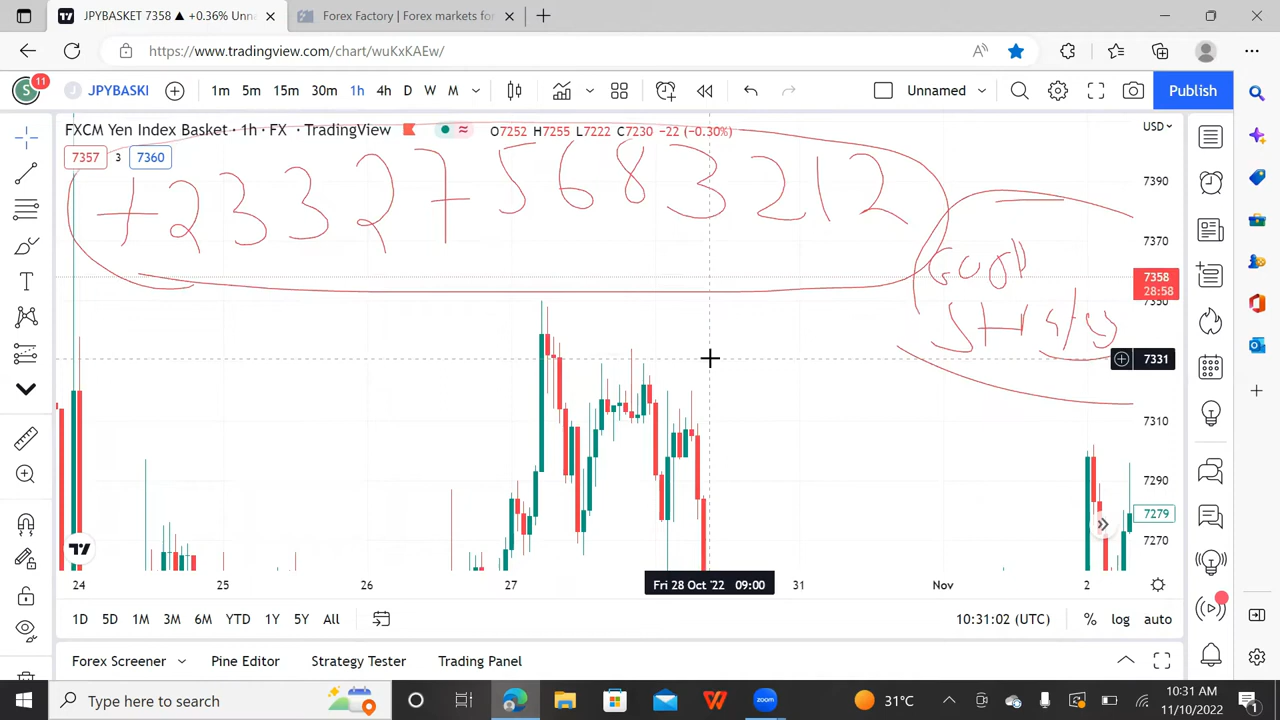 JPYBASKET 7358 ▲ +0.36% Unna
Forex Factory | Forex markets for
https://www.tradingview.com/chart/wuKxKAEw/
S 11
J JPYBASKI
1m 5m 15m 30m 1h 4h D W M
Unnamed
Publish
FXCM Yen Index Basket · 1h · FX · TradingView
O7252 H7255 L7222 C7230 −22 (−0.30%)
USD
7357 3 7360
+233275683212
Good
7390
7370
7358
28:58
7350
7331
7310
7290
7279
7270
24 25 26 27 Fri 28 Oct '22 09:00 31 Nov 2
1D 5D 1M 3M 6M YTD 1Y 5Y All
10:31:02 (UTC) % log auto
Forex Screener Pine Editor Strategy Tester Trading Panel
Type here to search
zoom
31°C
10:31 AM
11/10/2022
1